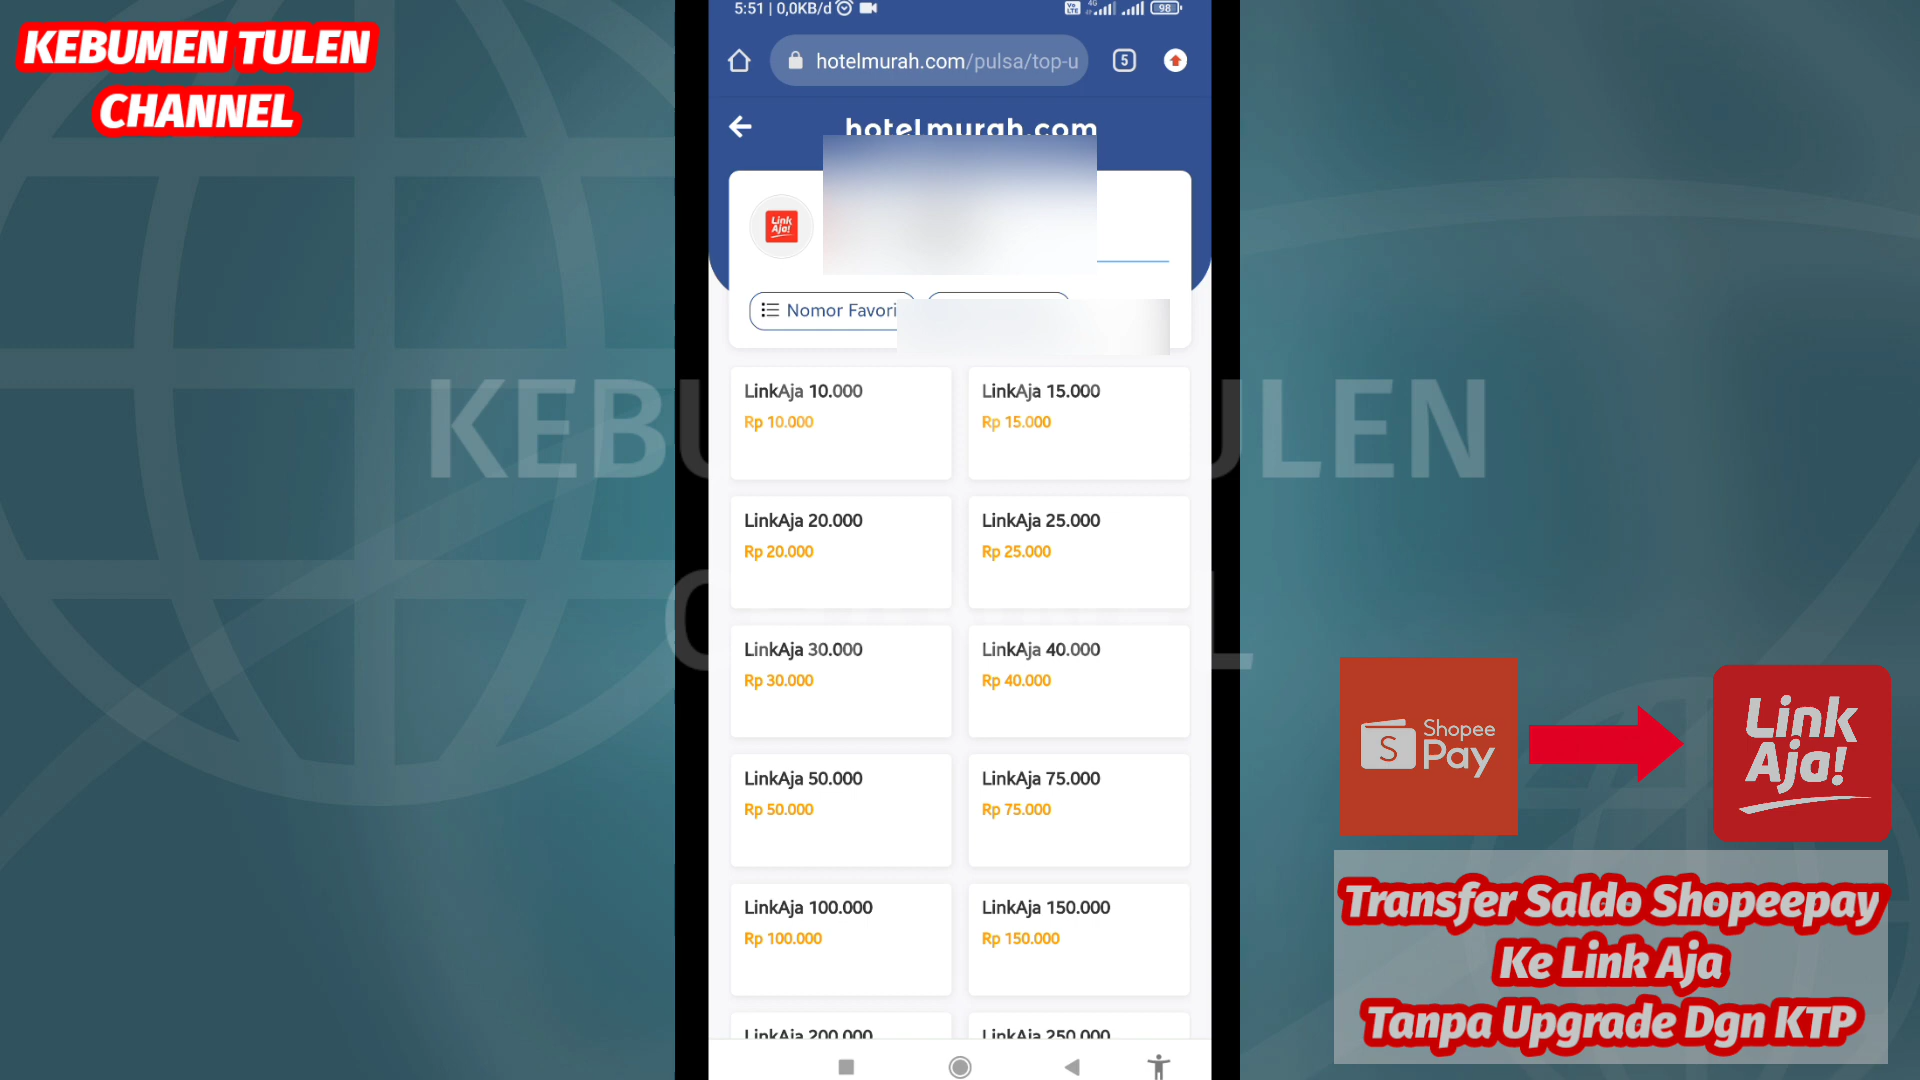 KEBUMEN TULEN
CHANNEL
5:51 | 0,0KB/d
Vo LTE
4G
98
hotelmurah.com/pulsa/top-u
5
hotelmurah.com
Link Aja!
Nomor Favori
LinkAja 10.000
Rp 10.000
LinkAja 15.000
Rp 15.000
LinkAja 20.000
Rp 20.000
LinkAja 25.000
Rp 25.000
LinkAja 30.000
Rp 30.000
LinkAja 40.000
Rp 40.000
LinkAja 50.000
Rp 50.000
LinkAja 75.000
Rp 75.000
LinkAja 100.000
Rp 100.000
LinkAja 150.000
Rp 150.000
LinkAja 200.000
LinkAja 250.000
Shopee
Pay
S
Link
Aja!
Transfer Saldo Shopeepay
Ke Link Aja
Tanpa Upgrade Dgn KTP